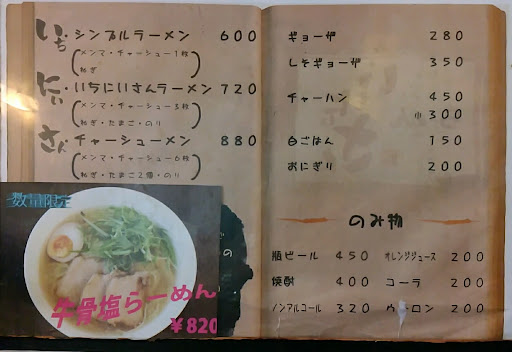 いち シンプルラーメン 600
(メンマ・チャーシュー1枚
ねぎ)
にい いちにいさんラーメン 720
(メンマ・チャーシュー3枚
ねぎ・たまご・のり)
さん チャーシューメン 880
(メンマ・チャーシュー6枚
ねぎ・たまご2個・のり)
数量限定
牛骨塩らーめん
¥820
の
ギョーザ 280
しそギョーザ 350
チャーハン 450
小 300
白ごはん 150
おにぎり 200
のみ物
瓶ビール 450 オレンジジュース 200
焼酎 400 コーラ 200
ノンアルコール 320 ウーロン 200